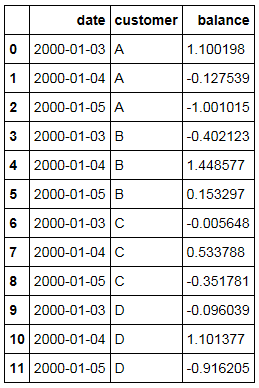 date customer balance
0 2000-01-03 A 1.100198
1 2000-01-04 A -0.127539
2 2000-01-05 A -1.001015
3 2000-01-03 B -0.402123
4 2000-01-04 B 1.448577
5 2000-01-05 B 0.153297
6 2000-01-03 C -0.005648
7 2000-01-04 C 0.533788
8 2000-01-05 C -0.351781
9 2000-01-03 D -0.096039
10 2000-01-04 D 1.101377
11 2000-01-05 D -0.916205